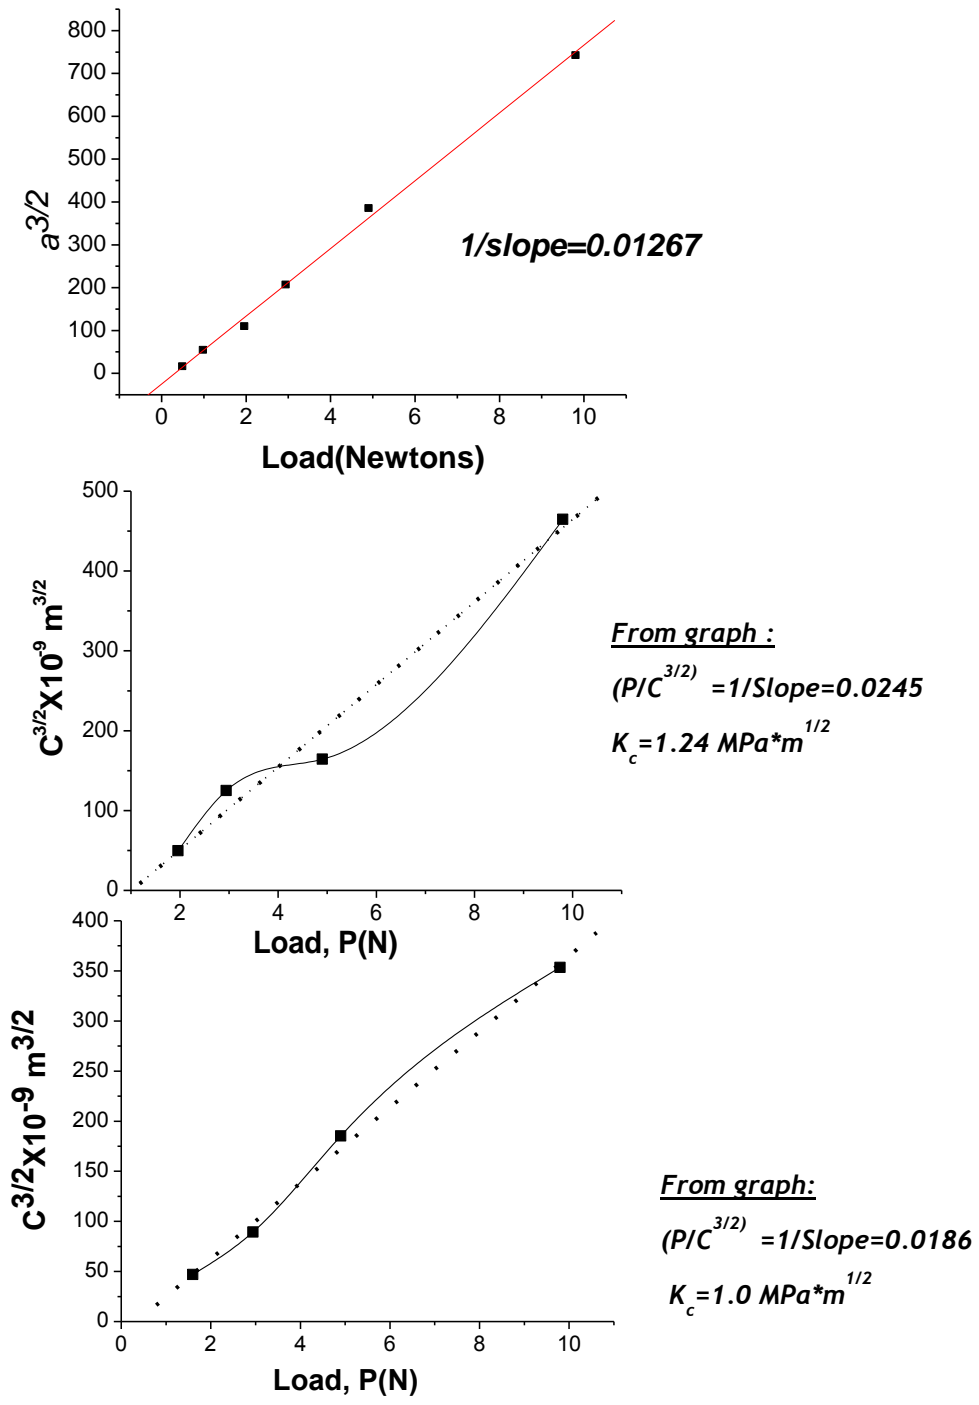 800
700
600
500
400
300
200
100
0
a3/2
1/slope=0.01267
0 2 4 6 8 10
Load(Newtons)
500
400
300
200
100
0
C3/2X10-9 m3/2
From graph :
(P/C3/2) =1/Slope=0.0245
Kc=1.24 MPa*m1/2
2 4 6 8 10
Load, P(N)
400
350
300
250
200
150
100
50
0
C3/2X10-9 m3/2
From graph:
(P/C3/2) =1/Slope=0.0186
Kc=1.0 MPa*m1/2
0 2 4 6 8 10
Load, P(N)